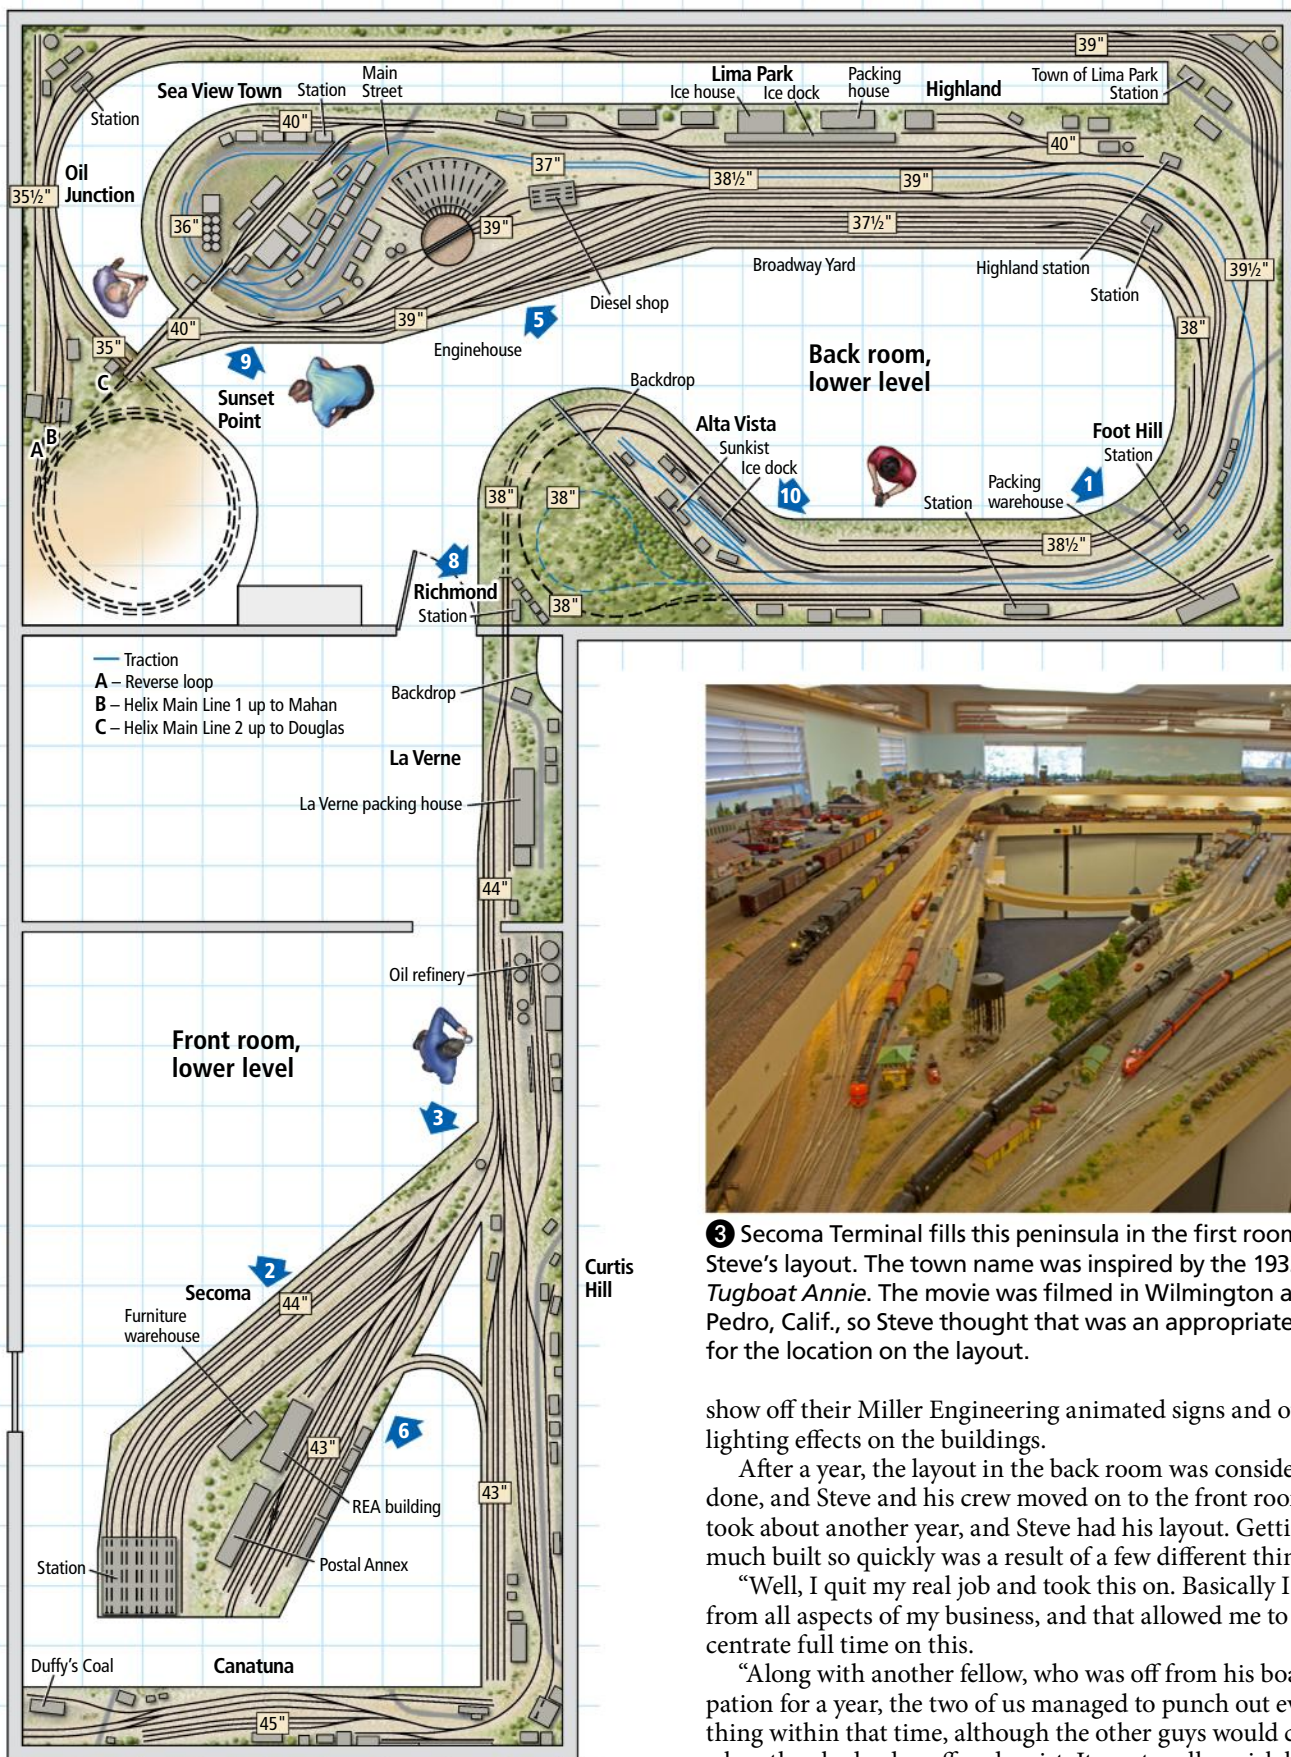 39"
Sea View Town
Station
Main
Street
Lima Park
Ice house
Ice dock
Packing
house
Highland
Town of Lima Park
Station
Station
40"
40"
Oil
Junction
37"
38½"
39"
35½"
36"
39"
37½"
Broadway Yard
Highland station
39½"
Station
Diesel shop
38"
40"
39"
5
35"
Enginehouse
9
C
Sunset
Point
Back room,
lower level
Backdrop
Alta Vista
Sunkist
Ice dock
Foot Hill
Station
B
A
10
1
Packing
warehouse
Station
38"
38"
38½"
8
Richmond
Station
38"
Traction
A – Reverse loop
B – Helix Main Line 1 up to Mahan
C – Helix Main Line 2 up to Douglas
Backdrop
La Verne
La Verne packing house
44"
Oil refinery
Front room,
lower level
3
2
Secoma
44"
Curtis
Hill
Furniture
warehouse
6
43"
43"
REA building
Postal Annex
Station
Duffy's Coal
Canatuna
45"
3 Secoma Terminal fills this peninsula in the first room
Steve's layout. The town name was inspired by the 193
Tugboat Annie. The movie was filmed in Wilmington a
Pedro, Calif., so Steve thought that was an appropriate
for the location on the layout.
show off their Miller Engineering animated signs and o
lighting effects on the buildings.
After a year, the layout in the back room was conside
done, and Steve and his crew moved on to the front roo
took about another year, and Steve had his layout. Getti
much built so quickly was a result of a few different thin
"Well, I quit my real job and took this on. Basically I
from all aspects of my business, and that allowed me to
centrate full time on this.
"Along with another fellow, who was off from his boa
pation for a year, the two of us managed to punch out ev
thing within that time, although the other guys would c